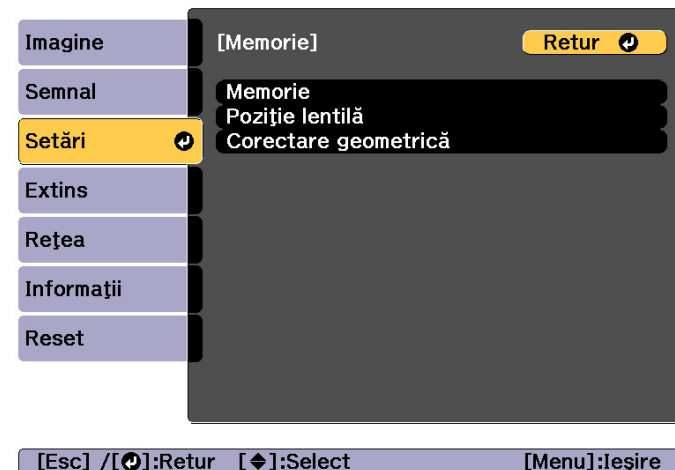 Imagine
Semnal
Setări
Extins
Reţea
Informaţii
Reset
[Memorie]
Retur
Memorie
Poziţie lentilă
Corectare geometrică
[Esc] /[ ]:Retur [ ]:Select [Menu]:Ieşire